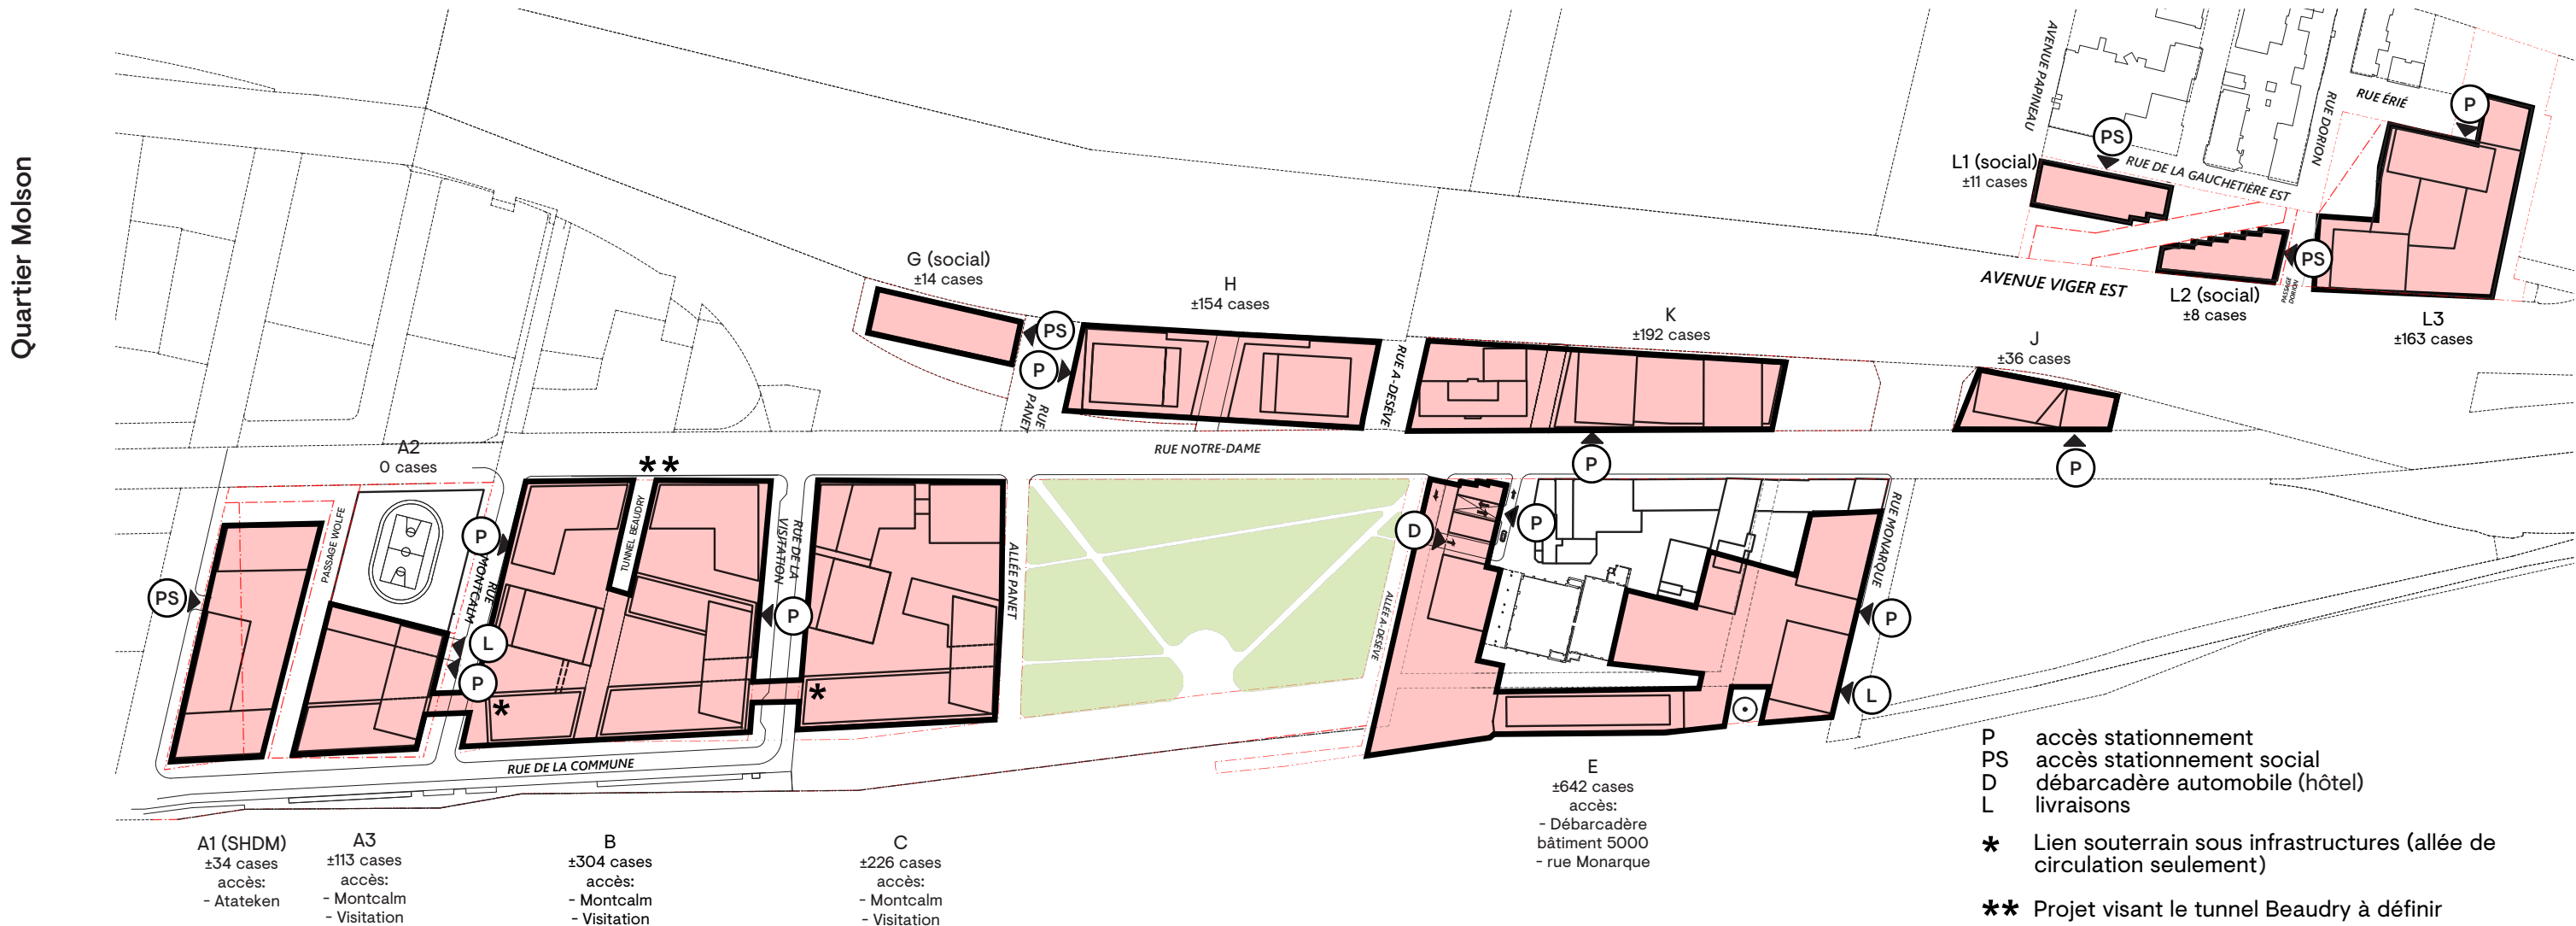 Quartier Molson
AVENUE PAPINEAU
RUE DORION
RUE ÉRIÉ
P
PS
RUE DE LA GAUCHETIÈRE EST
L1 (social)
±11 cases
PS
AVENUE VIGER EST
PASSAGE
DORION
L2 (social)
±8 cases
L3
±163 cases
G (social)
±14 cases
PS
P
RUE
PANET
H
±154 cases
RUE A-DESÈVE
K
±192 cases
J
±36 cases
RUE NOTRE-DAME
P
P
A2
0 cases
**
PASSAGE WOLFE
PS
P
RUE
MONTCALM
L
P
*
TUNNEL BEAUDRY
RUE DE LA
VISITATION
P
*
ALLÉE PANET
ALLÉE A-DESÈVE
D
P
RUE MONARQUE
P
L
RUE DE LA COMMUNE
A1 (SHDM)
±34 cases
accès:
- Atateken
A3
±113 cases
accès:
- Montcalm
- Visitation
B
±304 cases
accès:
- Montcalm
- Visitation
C
±226 cases
accès:
- Montcalm
- Visitation
E
±642 cases
accès:
- Débarcadère
bâtiment 5000
- rue Monarque
P accès stationnement
PS accès stationnement social
D débarcadère automobile (hôtel)
L livraisons
* Lien souterrain sous infrastructures (allée de
circulation seulement)
** Projet visant le tunnel Beaudry à définir